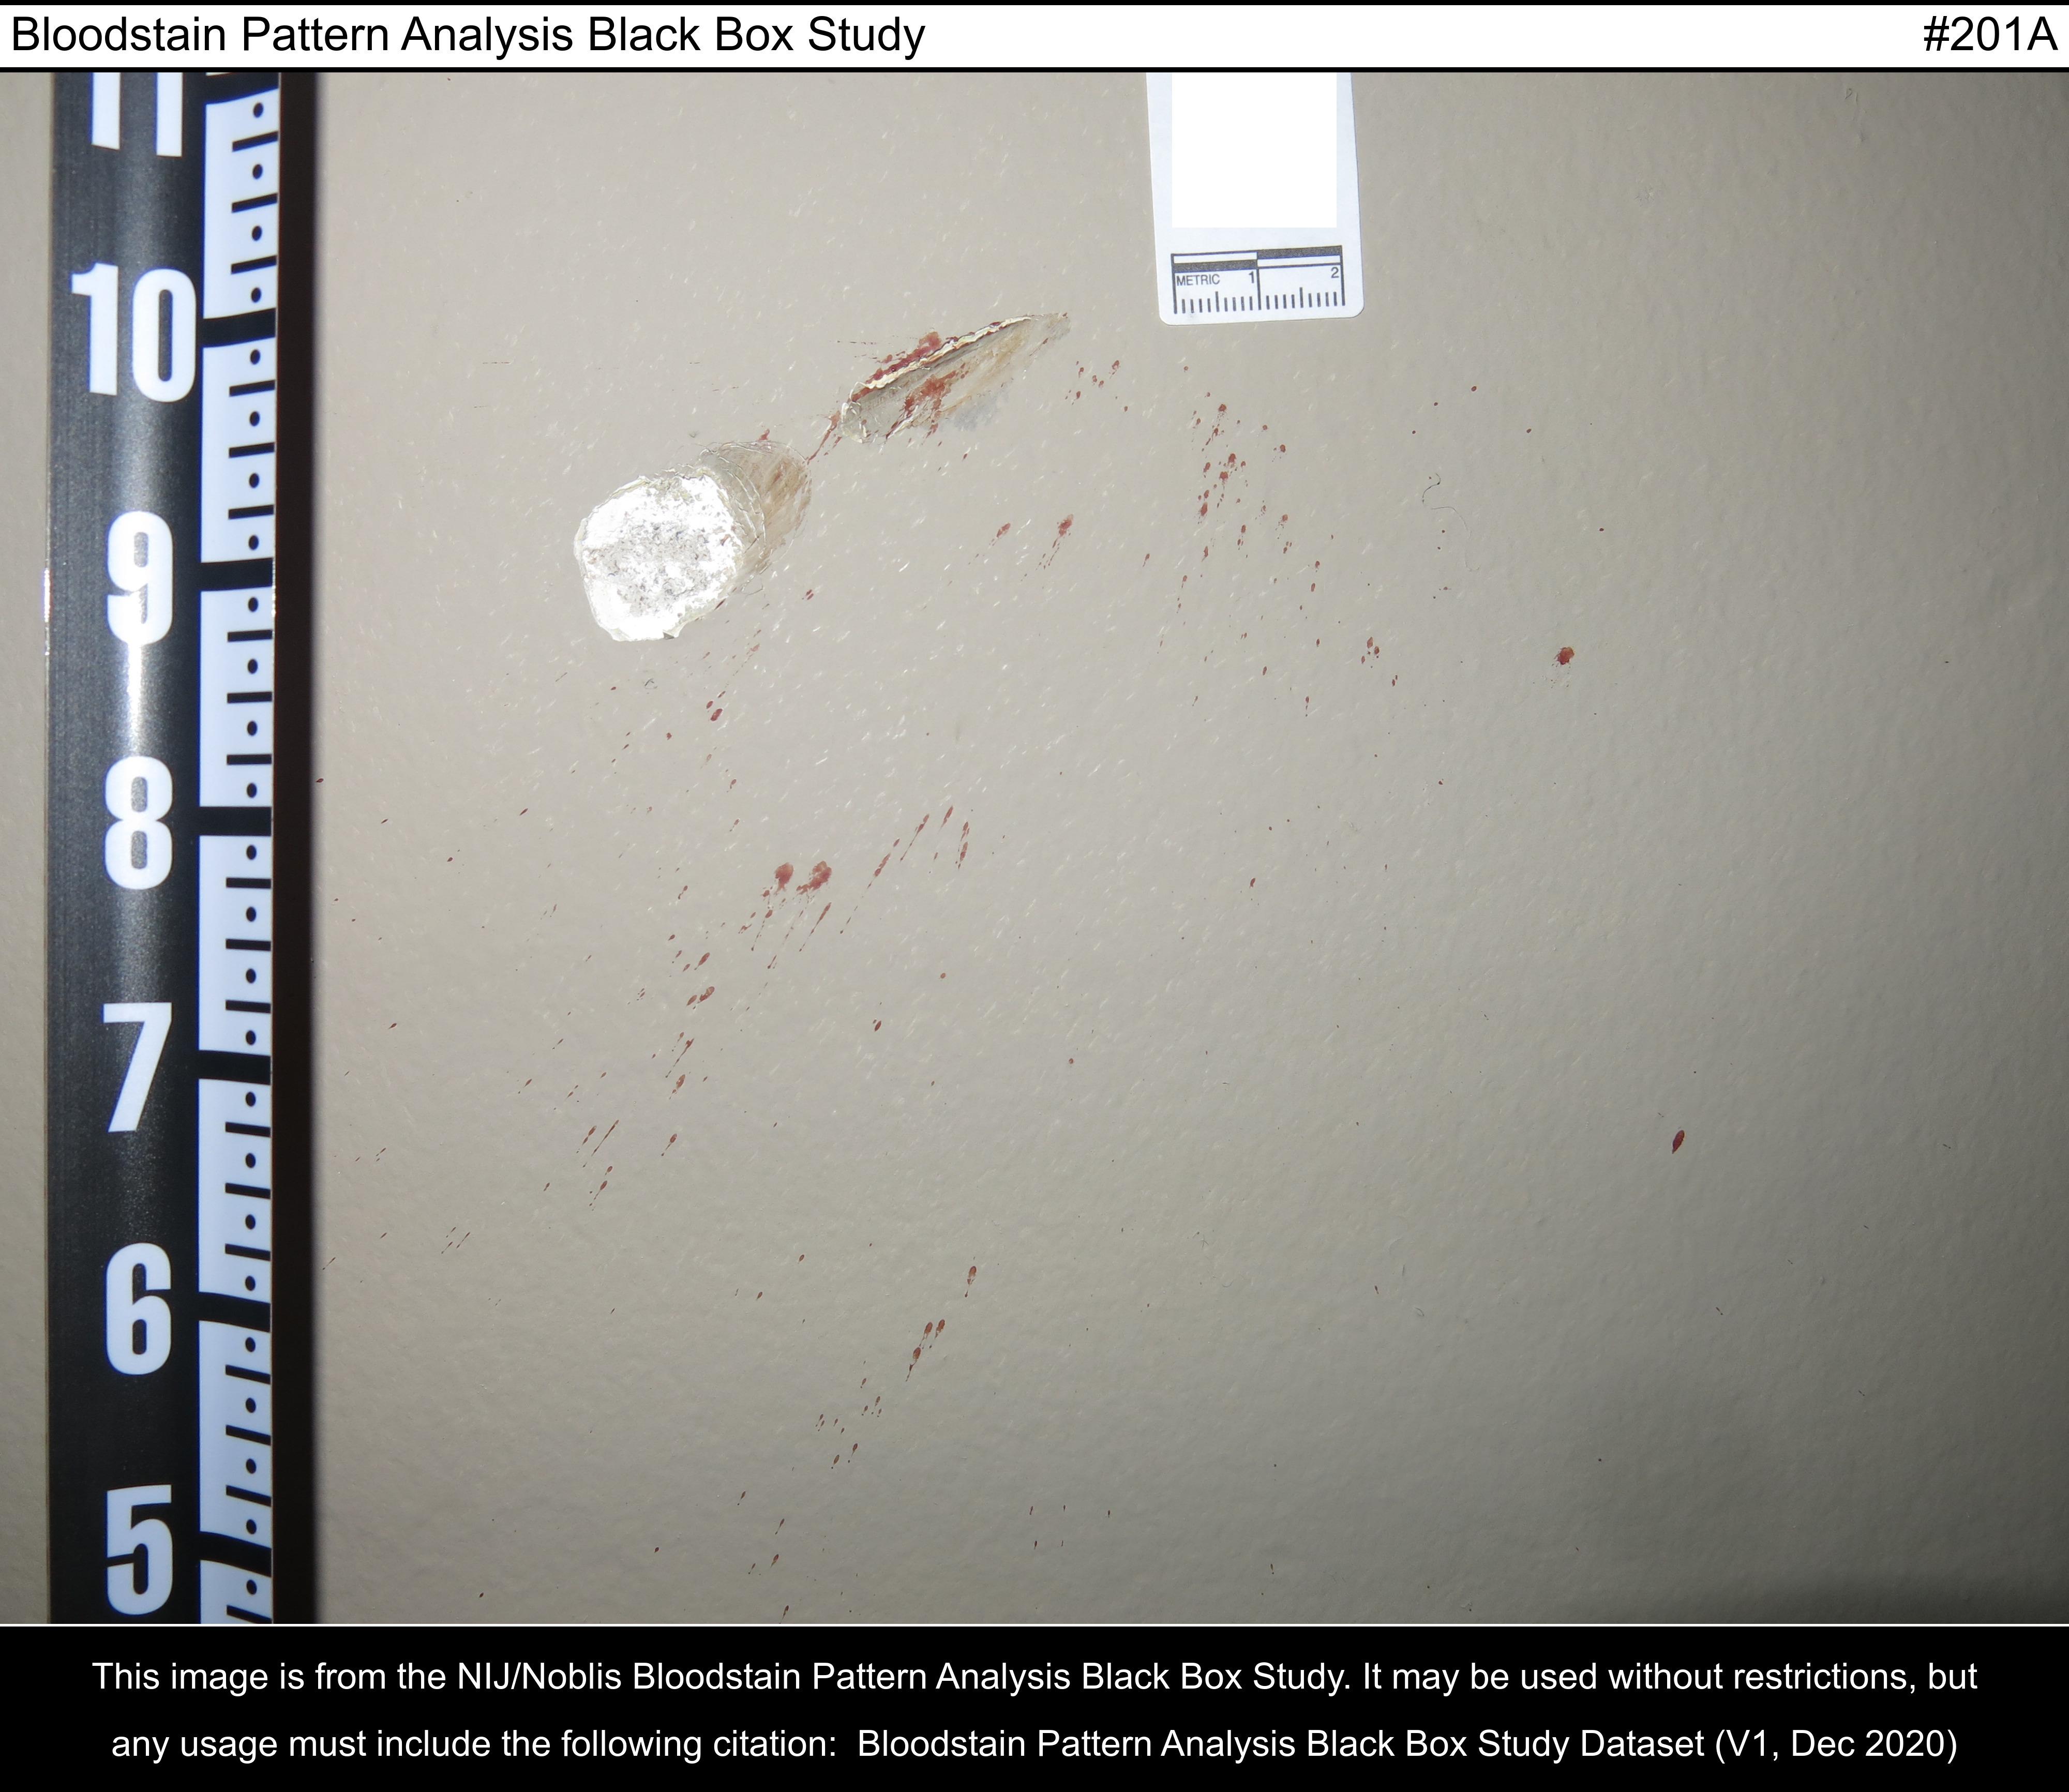 Bloodstain Pattern Analysis Black Box Study #201A
11
10
METRIC 1 2
9
8
7
6
5
This image is from the NIJ/Noblis Bloodstain Pattern Analysis Black Box Study. It may be used without restrictions, but
any usage must include the following citation: Bloodstain Pattern Analysis Black Box Study Dataset (V1, Dec 2020)